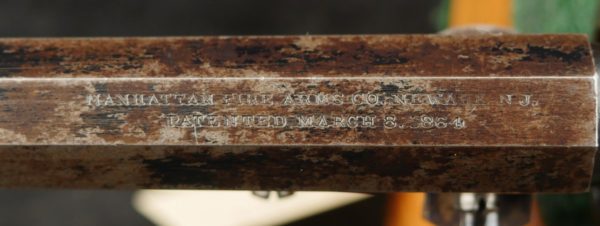 MANHATTAN FIRE ARMS CO. NEWARK N.J.
PATENTED MARCH 8. 1864